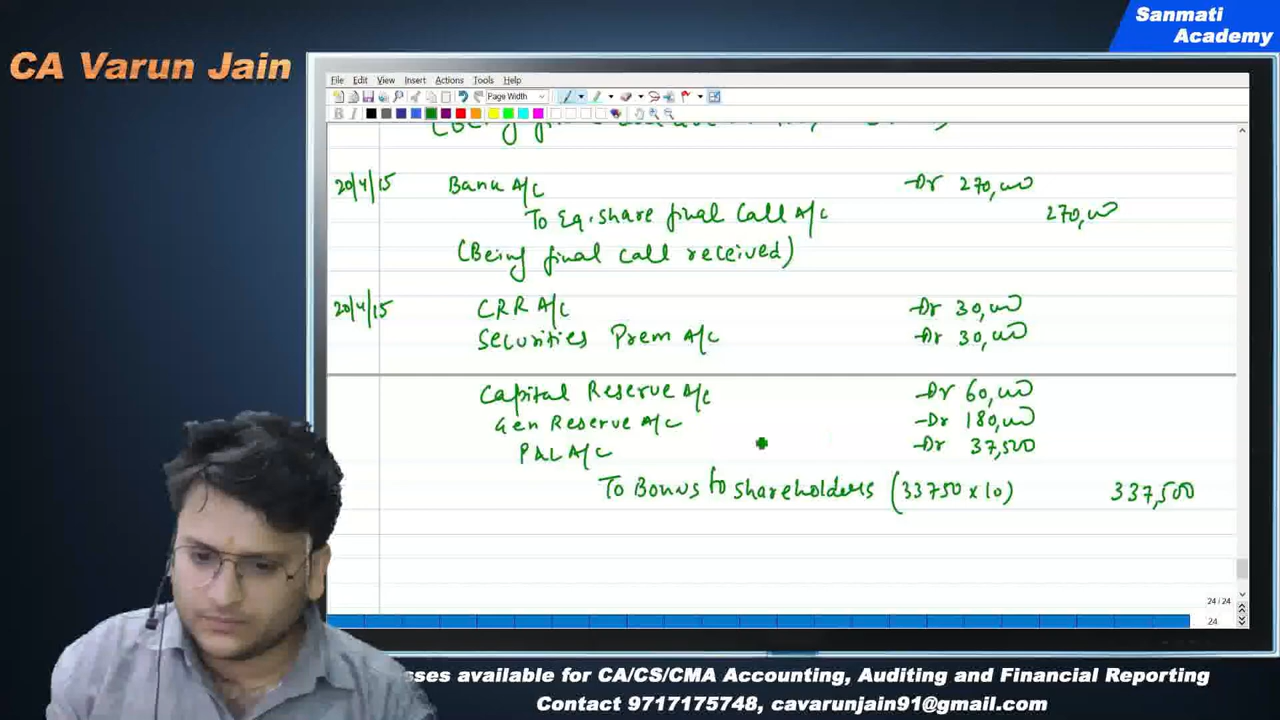 Sanmati
Academy
CA Varun Jain
File Edit View Insert Actions Tools Help
Page Width
20/4/15 Bank A/c Dr 270,000
To Eq. share final call A/c 270,000
(Being final call received)
20/4/15 CRR A/c Dr 30,000
Securities Prem A/c Dr 30,000
Capital Reserve A/c Dr 60,000
Gen Reserve A/c Dr 180,000
P&L A/c Dr 37,500
To Bonus to shareholders (33750 x 10) 337,500
24 / 24
24
sses available for CA/CS/CMA Accounting, Auditing and Financial Reporting
Contact 9717175748, cavarunjain91@gmail.com